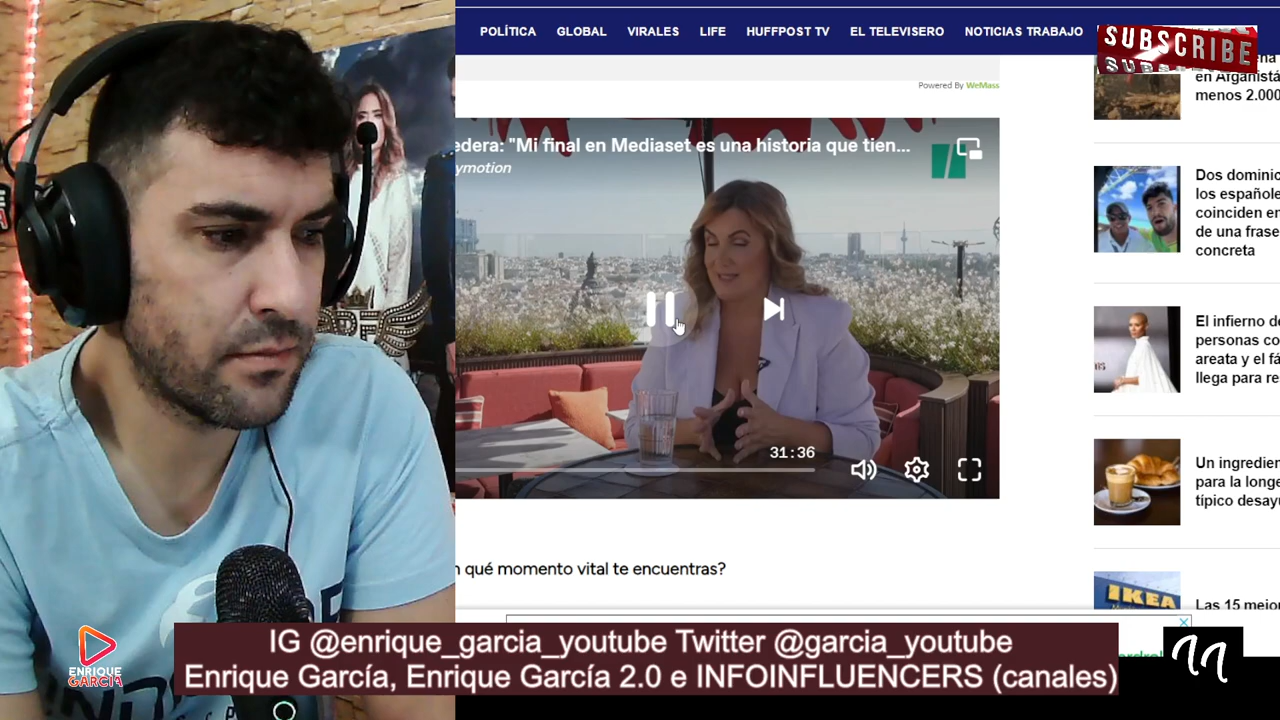 POLÍTICA GLOBAL VIRALES LIFE HUFFPOST TV EL TELEVISERO NOTICIAS TRABAJO
SUBSCRIBE
Powered By WeMass
edera: "Mi final en Mediaset es una historia que tien...
ymotion
31:36
n qué momento vital te encuentras?
en Afganistá
menos 2.000
Dos dominic
los españole
coinciden en
de una frase
concreta
El infierno de
personas co
areata y el fá
llega para re
Un ingredien
para la longe
típico desayu
IKEA
Las 15 mejor
IG @enrique_garcia_youtube Twitter @garcia_youtube
Enrique García, Enrique García 2.0 e INFONFLUENCERS (canales)
ENRIQUE
GARCÍA